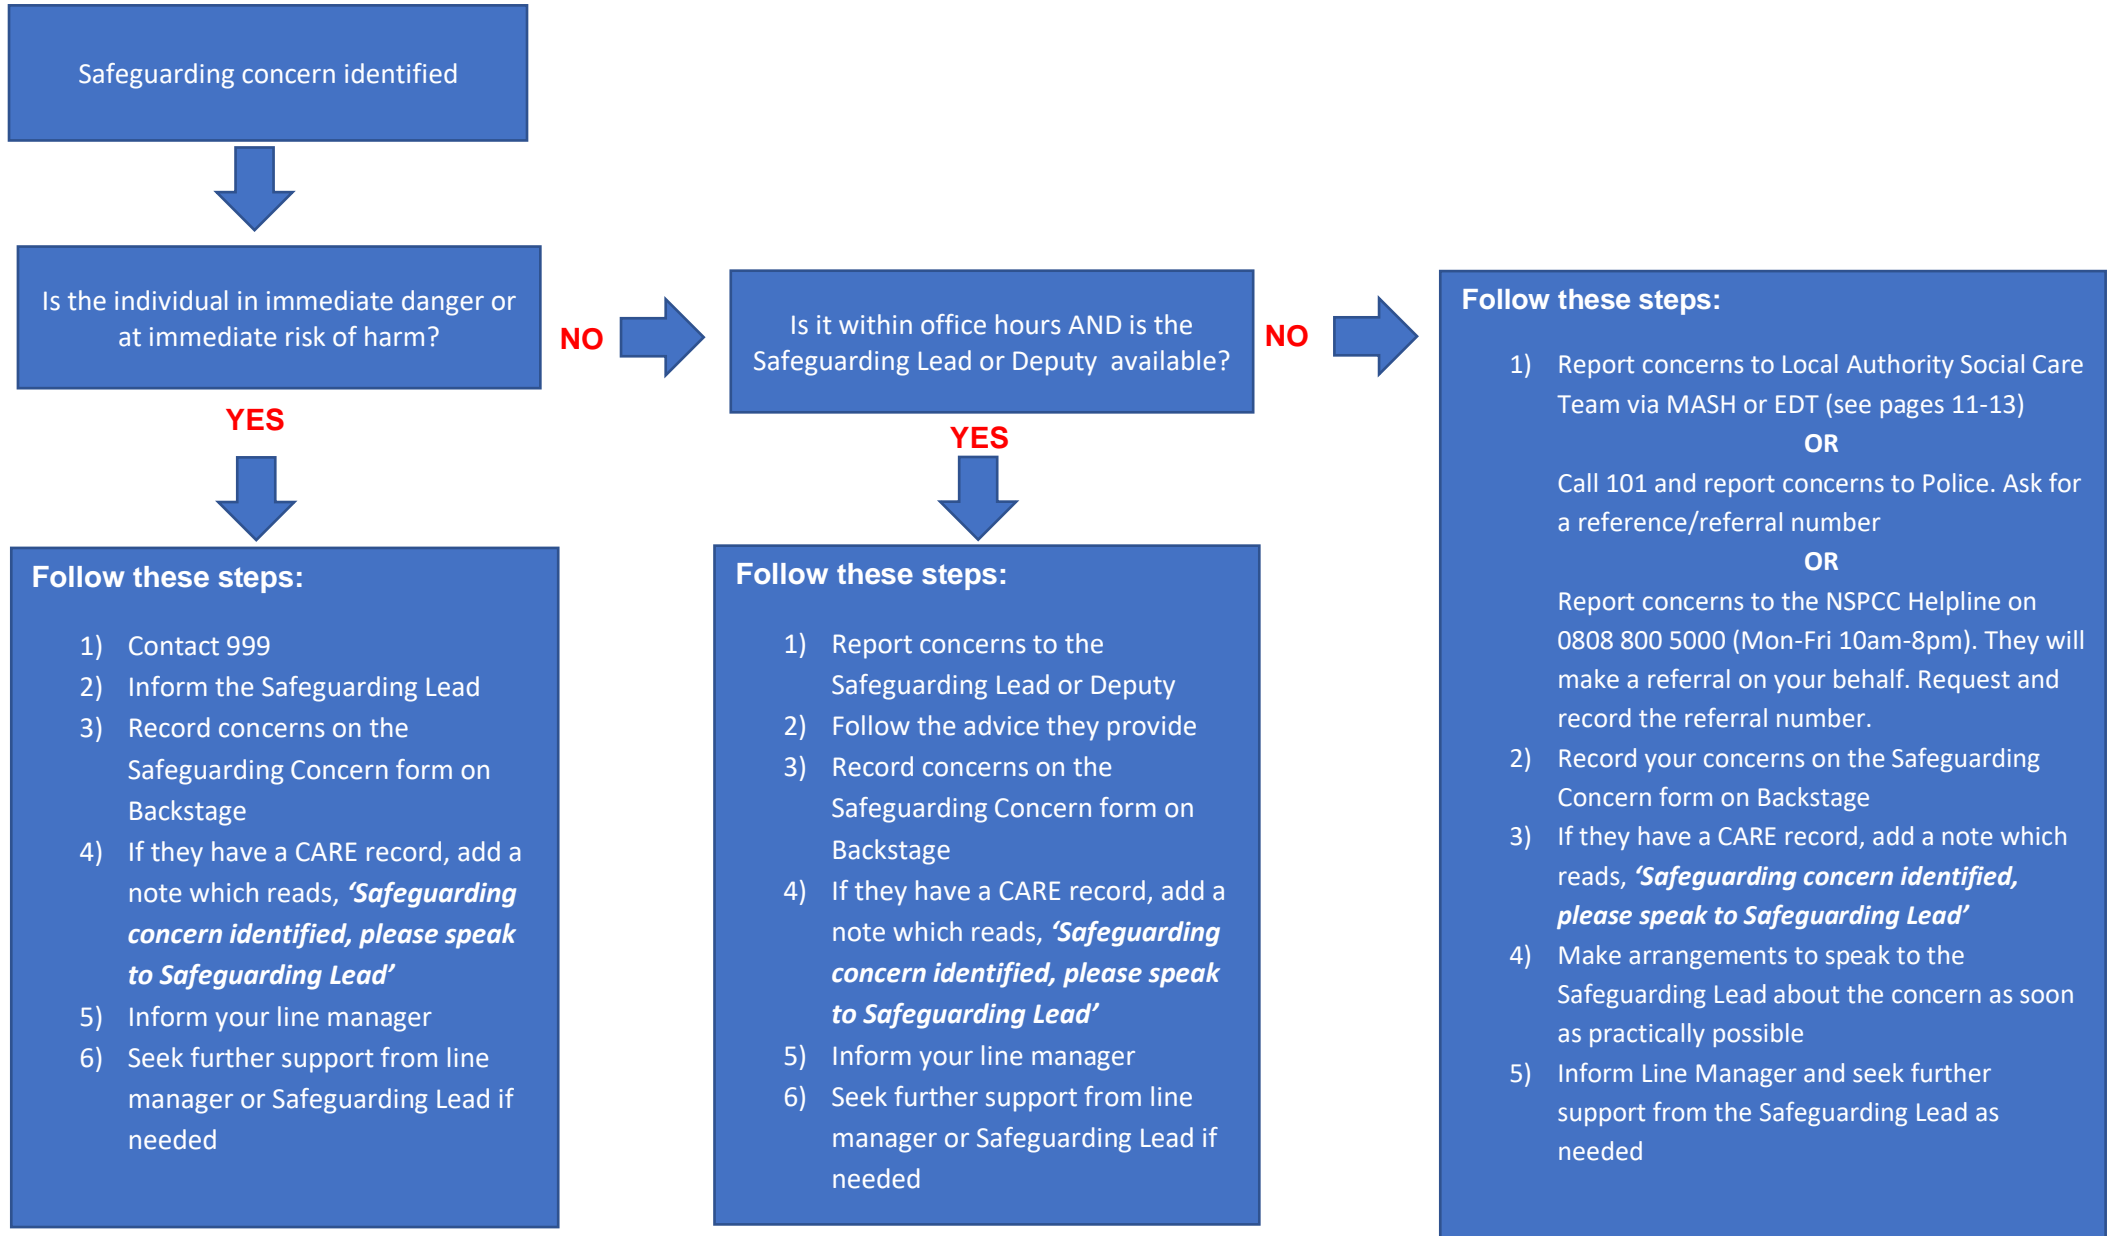 Safeguarding concern identified
Is the individual in immediate danger or
at immediate risk of harm?
NO
YES
Is it within office hours AND is the
Safeguarding Lead or Deputy  available?
NO
YES
Follow these steps:
1) Contact 999
2) Inform the Safeguarding Lead
3) Record concerns on the
Safeguarding Concern form on
Backstage
4) If they have a CARE record, add a
note which reads, ‘Safeguarding
concern identified, please speak
to Safeguarding Lead’
5) Inform your line manager
6) Seek further support from line
manager or Safeguarding Lead if
needed
Follow these steps:
1) Report concerns to the
Safeguarding Lead or Deputy
2) Follow the advice they provide
3) Record concerns on the
Safeguarding Concern form on
Backstage
4) If they have a CARE record, add a
note which reads, ‘Safeguarding
concern identified, please speak
to Safeguarding Lead’
5) Inform your line manager
6) Seek further support from line
manager or Safeguarding Lead if
needed
Follow these steps:
1) Report concerns to Local Authority Social Care
Team via MASH or EDT (see pages 11-13)
OR
Call 101 and report concerns to Police. Ask for
a reference/referral number
OR
Report concerns to the NSPCC Helpline on
0808 800 5000 (Mon-Fri 10am-8pm). They will
make a referral on your behalf. Request and
record the referral number.
2) Record your concerns on the Safeguarding
Concern form on Backstage
3) If they have a CARE record, add a note which
reads, ‘Safeguarding concern identified,
please speak to Safeguarding Lead’
4) Make arrangements to speak to the
Safeguarding Lead about the concern as soon
as practically possible
5) Inform Line Manager and seek further
support from the Safeguarding Lead as
needed